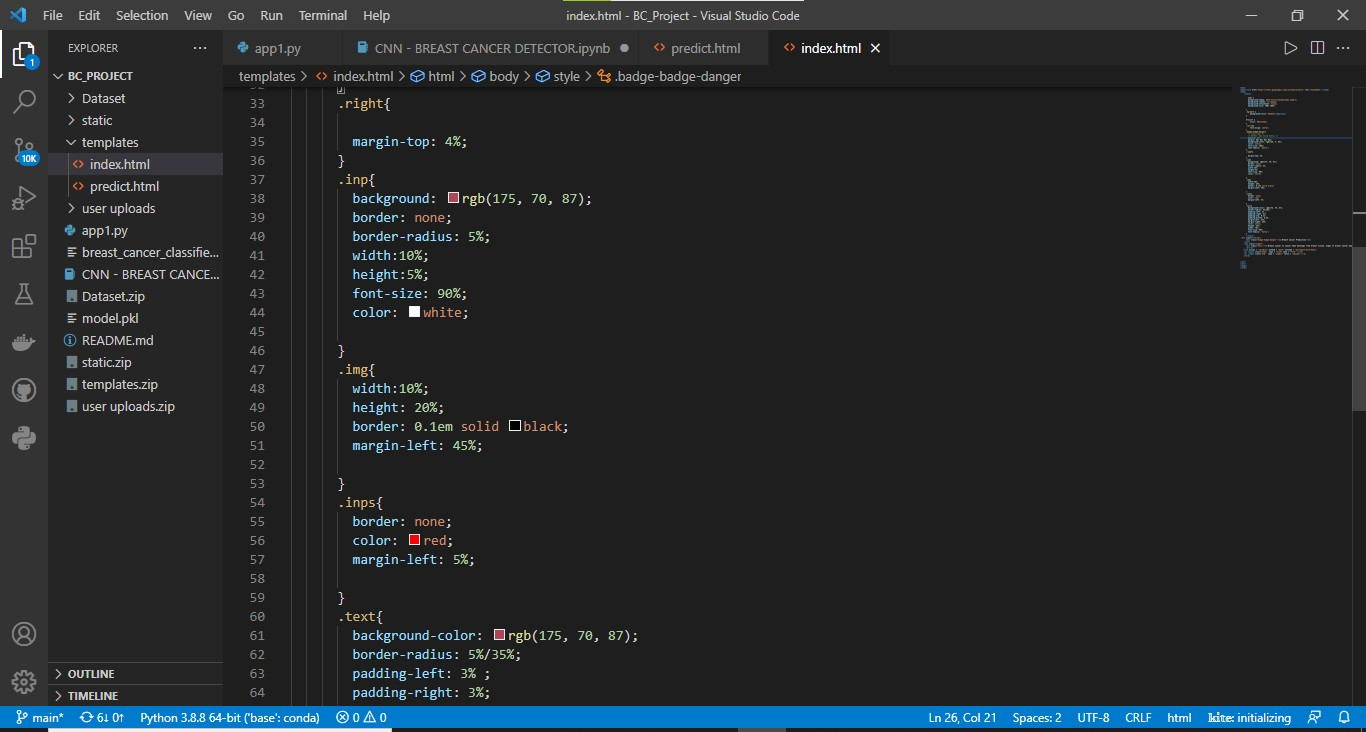 File Edit Selection View Go Run Terminal Help index.html - BC_Project - Visual Studio Code
EXPLORER
BC_PROJECT
Dataset
static
templates
index.html
predict.html
user uploads
app1.py
breast_cancer_classifie...
CNN - BREAST CANCE...
Dataset.zip
model.pkl
README.md
static.zip
templates.zip
user uploads.zip
OUTLINE
TIMELINE
1
10K
app1.py CNN - BREAST CANCER DETECTOR.ipynb predict.html index.html
templates > index.html > html > body > style > .badge-badge-danger
33 .right{
34
35 margin-top: 4%;
36 }
37 .inp{
38 background: rgb(175, 70, 87);
39 border: none;
40 border-radius: 5%;
41 width:10%;
42 height:5%;
43 font-size: 90%;
44 color: white;
45
46 }
47 .img{
48 width:10%;
49 height: 20%;
50 border: 0.1em solid black;
51 margin-left: 45%;
52
53 }
54 .inps{
55 border: none;
56 color: red;
57 margin-left: 5%;
58
59 }
60 .text{
61 background-color: rgb(175, 70, 87);
62 border-radius: 5%/35%;
63 padding-left: 3% ;
64 padding-right: 3%;
main* 6↓ 0↑ Python 3.8.8 64-bit ('base': conda) 0 0 Ln 26, Col 21 Spaces: 2 UTF-8 CRLF html kite: initializing